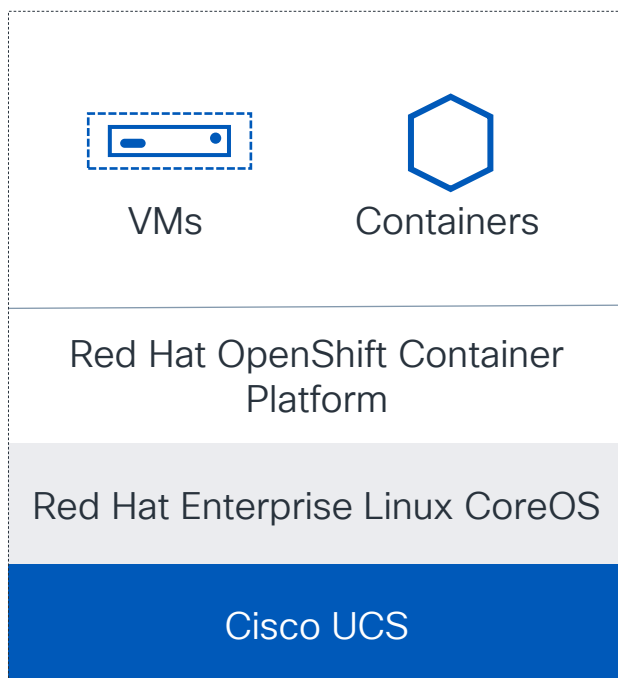 VMs
Containers
Red Hat OpenShift Container
Platform
Red Hat Enterprise Linux CoreOS
Cisco UCS